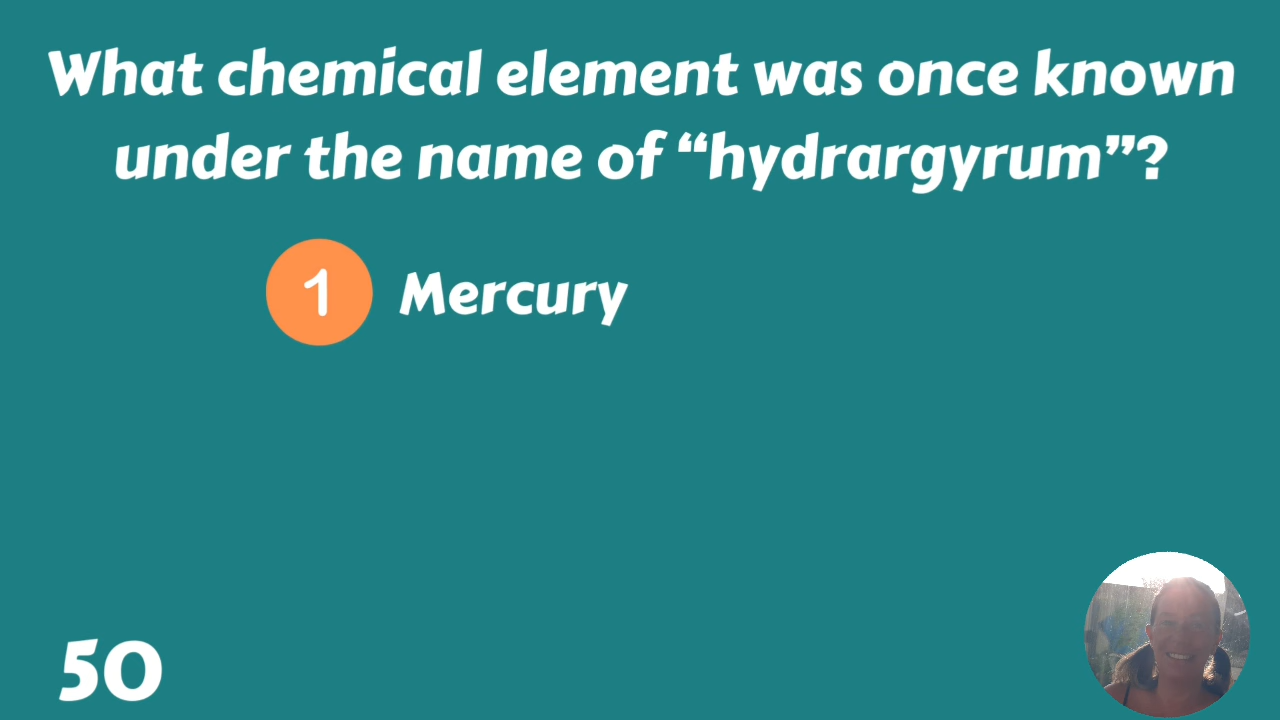 What chemical element was once known
under the name of “hydrargyrum”?
1 Mercury
50